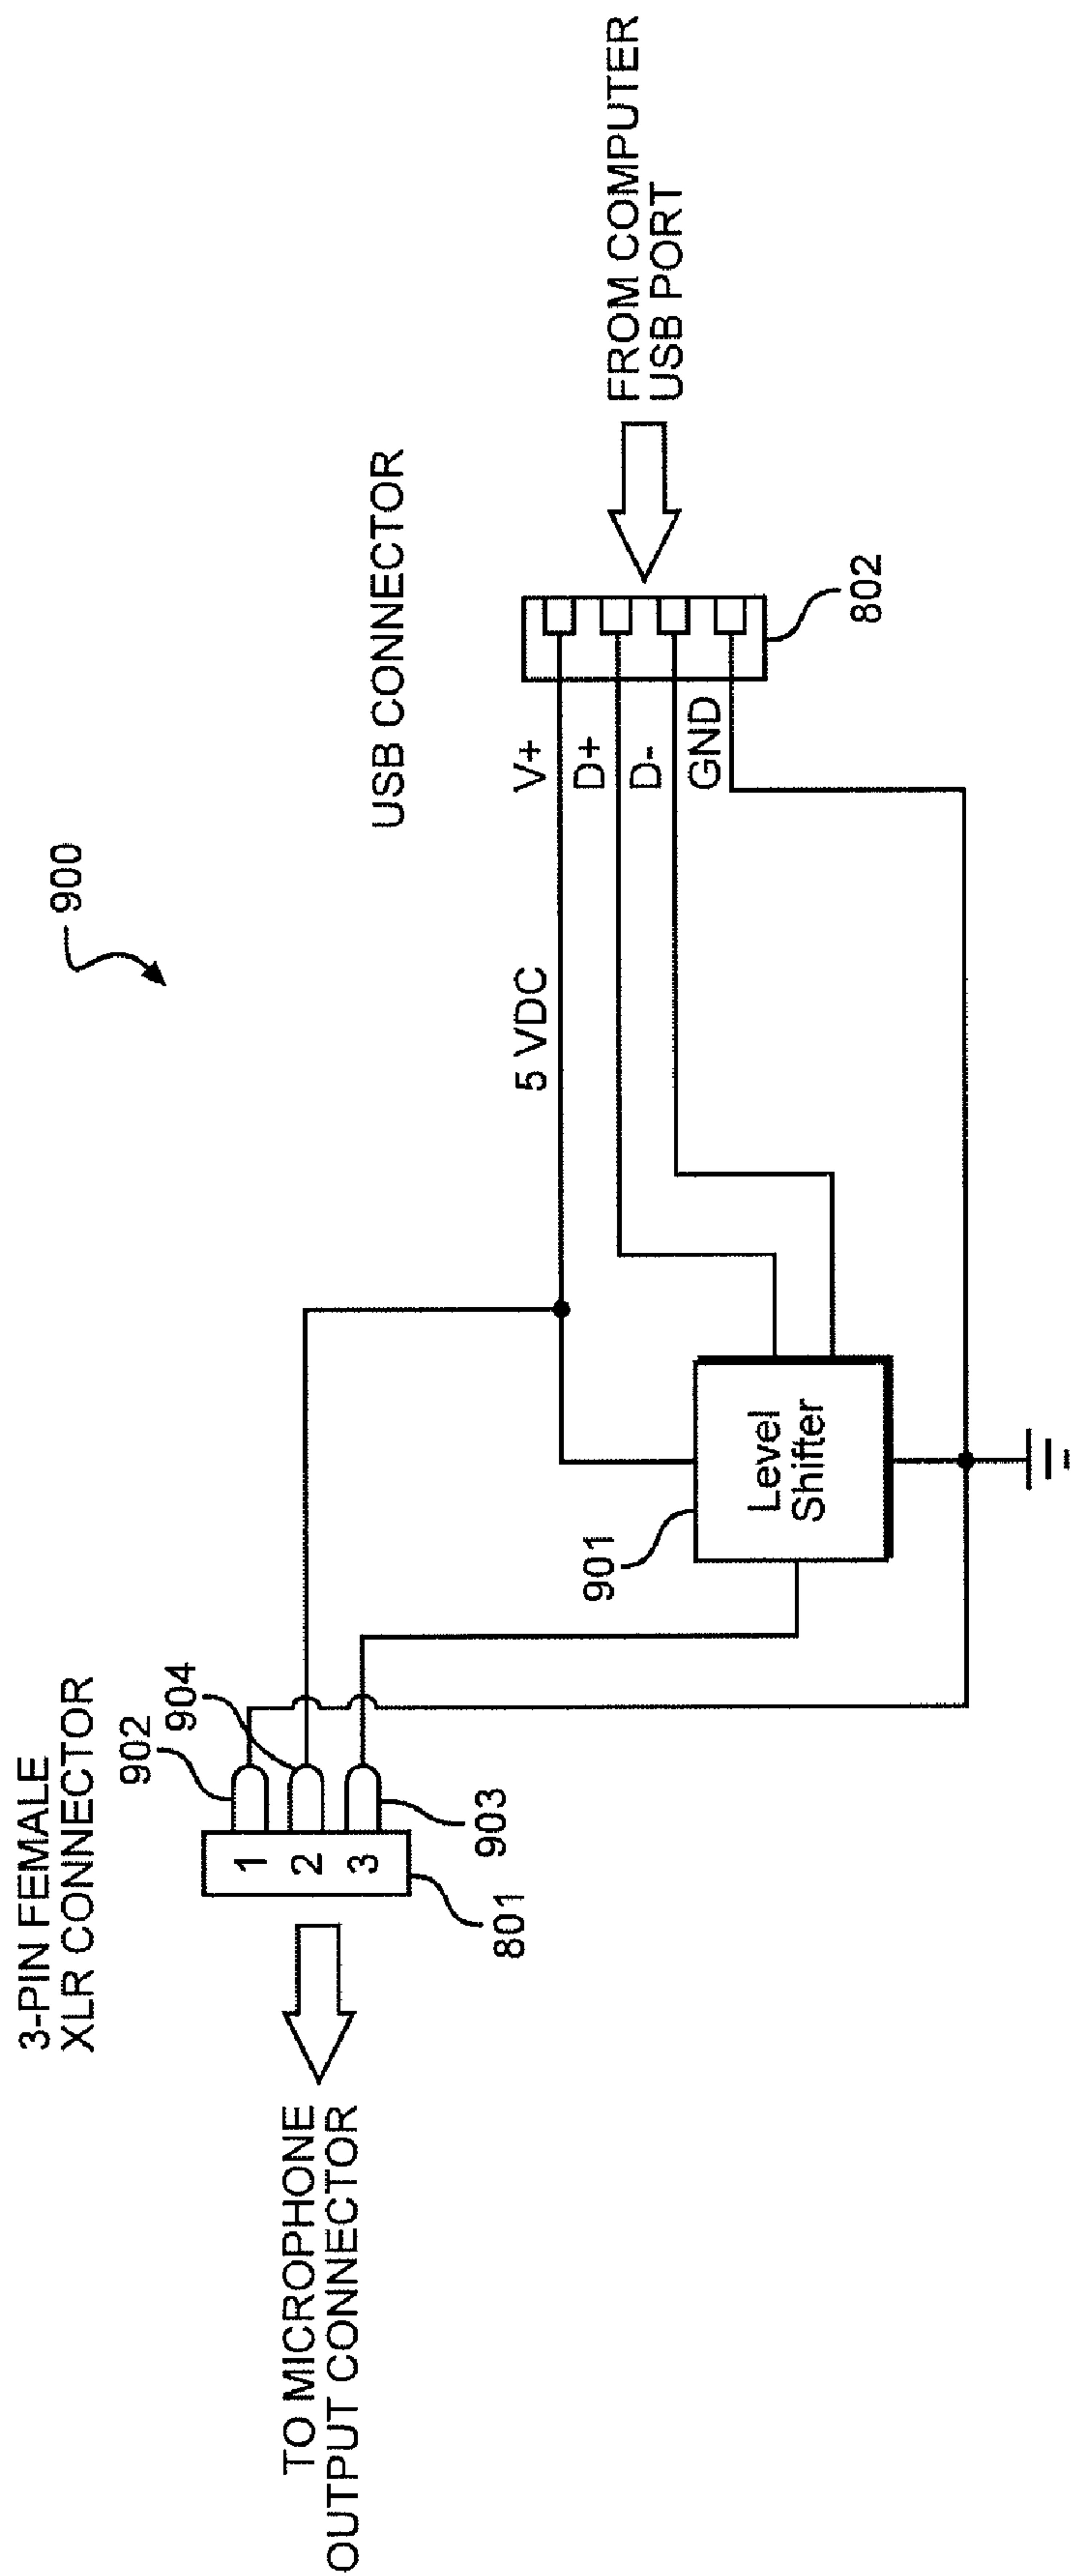 900
3-PIN FEMALE
XLR CONNECTOR
902
904
1
2
3
903
801
TO MICROPHONE
OUTPUT CONNECTOR
901
Level
Shifter
5 VDC
USB CONNECTOR
V+
D+
D-
GND
802
FROM COMPUTER
USB PORT